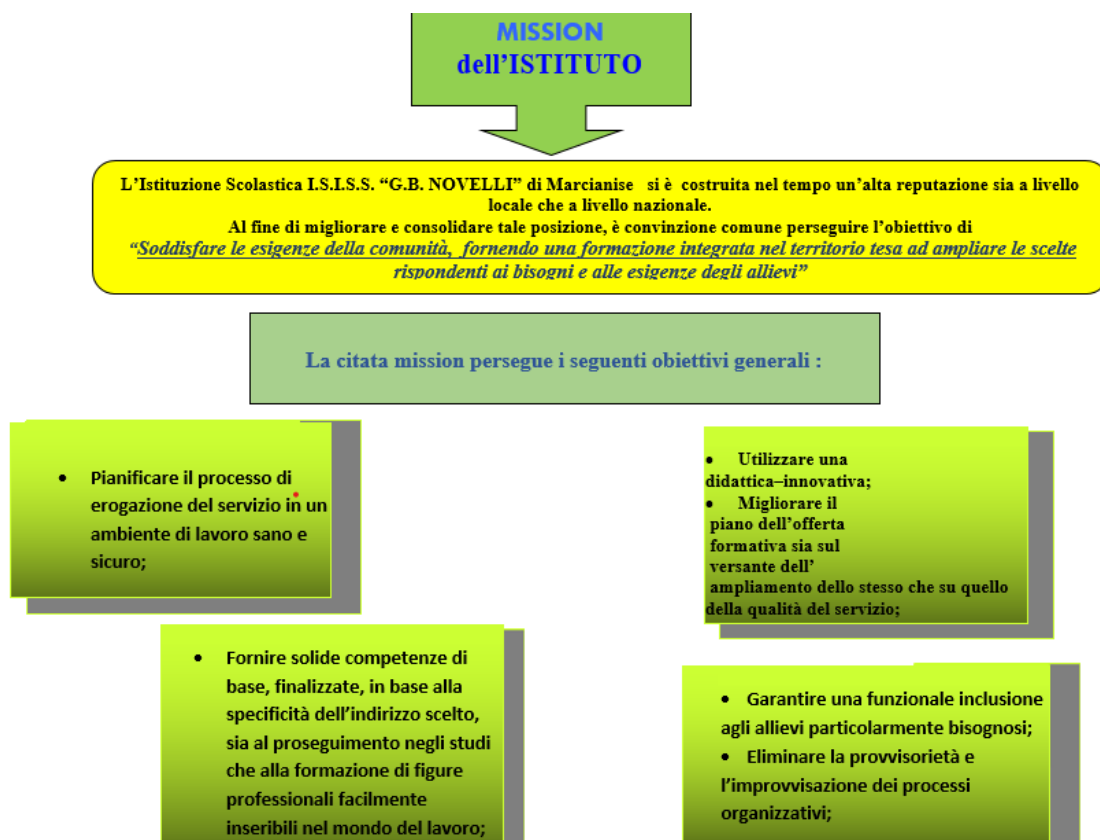 MISSION
dell'ISTITUTO
L'Istituzione Scolastica I.S.I.S.S. “G.B. NOVELLI” di Marcianise si è costruita nel tempo un'alta reputazione sia a livello
locale che a livello nazionale.
Al fine di migliorare e consolidare tale posizione, è convinzione comune perseguire l'obiettivo di
“Soddisfare le esigenze della comunità, fornendo una formazione integrata nel territorio tesa ad ampliare le scelte
rispondenti ai bisogni e alle esigenze degli allievi”
La citata mission persegue i seguenti obiettivi generali :
• Pianificare il processo di
erogazione del servizio in un
ambiente di lavoro sano e
sicuro;
• Utilizzare una
didattica–innovativa;
• Migliorare il
piano dell'offerta
formativa sia sul
versante dell'
ampliamento dello stesso che su quello
della qualità del servizio;
• Fornire solide competenze di
base, finalizzate, in base alla
specificità dell'indirizzo scelto,
sia al proseguimento negli studi
che alla formazione di figure
professionali facilmente
inseribili nel mondo del lavoro;
• Garantire una funzionale inclusione
agli allievi particolarmente bisognosi;
• Eliminare la provvisorietà e
l'improvvisazione dei processi
organizzativi;